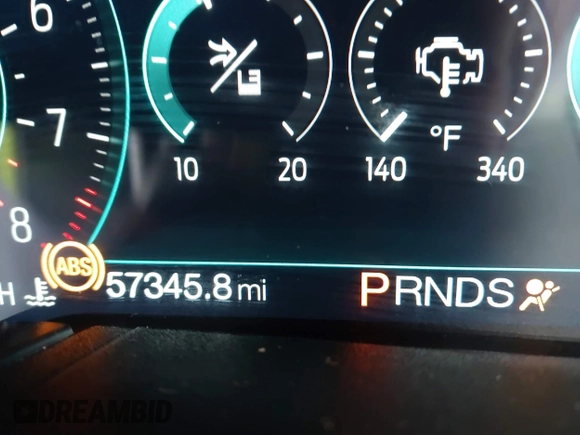 6
7
8
10 20
°F
140 340
ABS
H 57345.8 mi PRNDS
DREAMBID